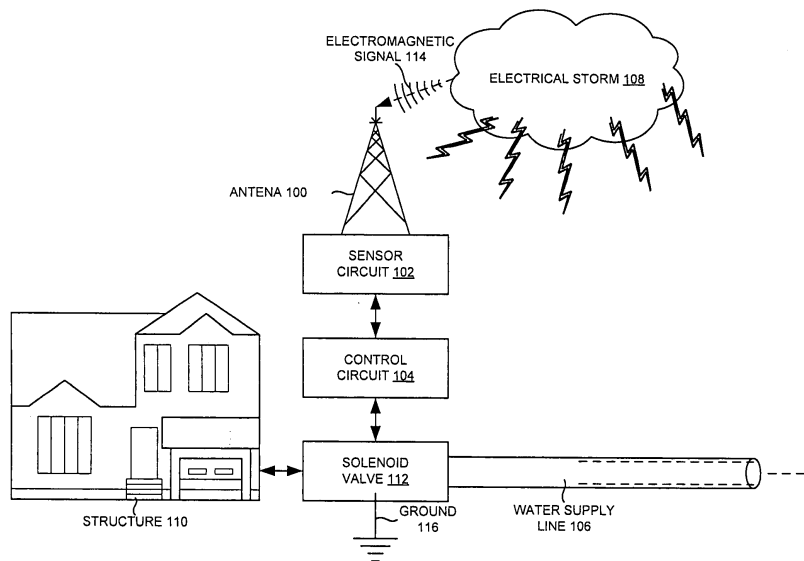 ELECTROMAGNETIC
SIGNAL 114
ELECTRICAL STORM 108
ANTENA 100
SENSOR
CIRCUIT 102
CONTROL
CIRCUIT 104
SOLENOID
VALVE 112
STRUCTURE 110
GROUND
116
WATER SUPPLY
LINE 106